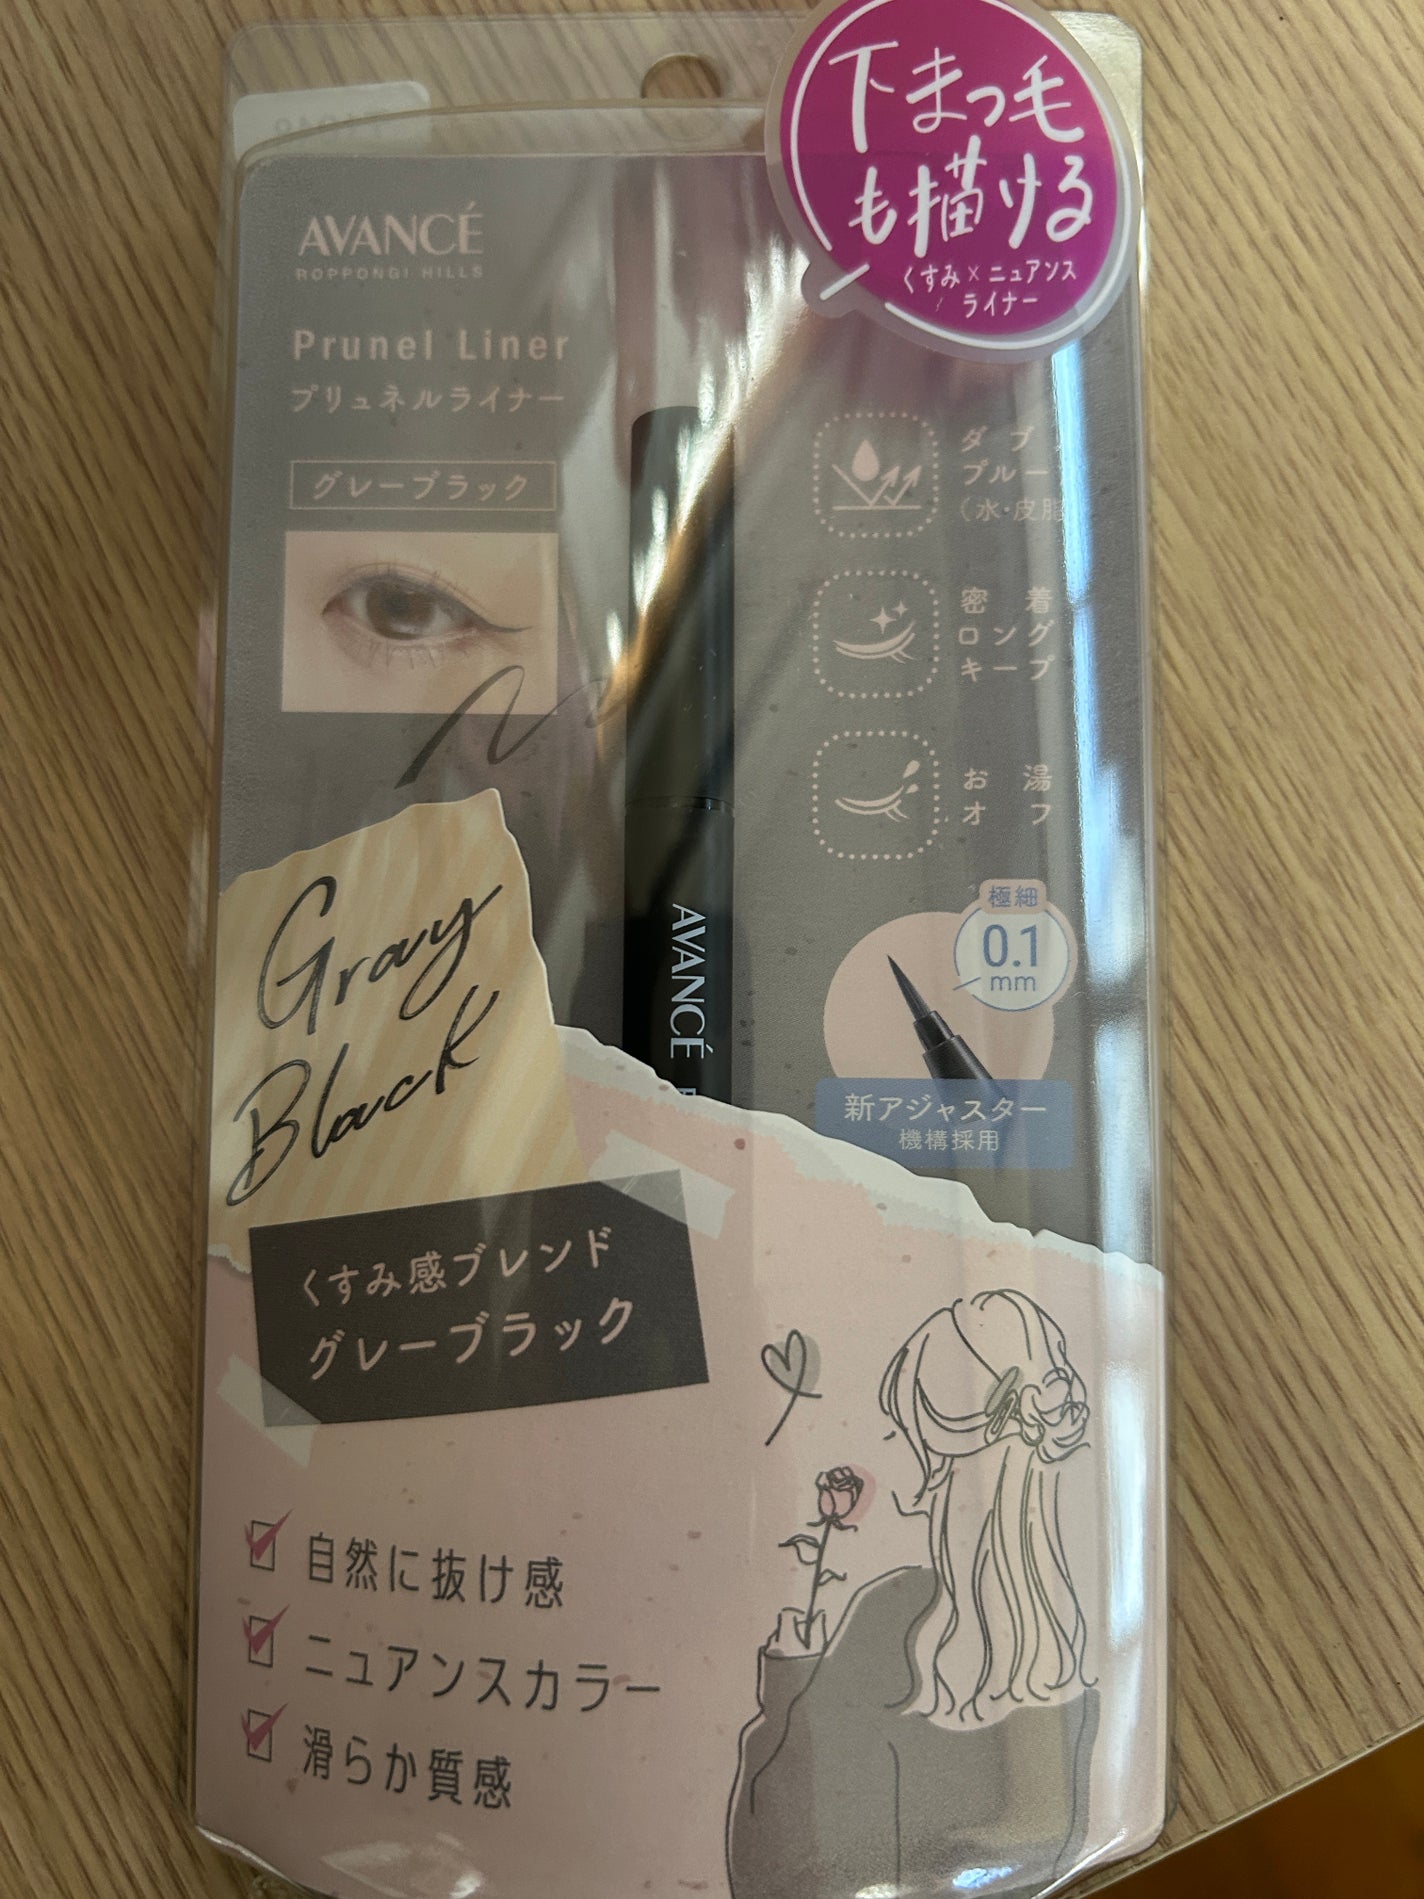 下まつ毛
も描ける
くすみ×ニュアンス
ライナー
AVANCÉ
ROPPONGI HILLS
Prunel Liner
プリュネルライナー
グレーブラック
ダブ
プルー
（水・皮脂
密着
ロング
キープ
お湯
オフ
極細
0.1
mm
新アジャスター
機構採用
AVANCÉ
Gray
Black
くすみ感ブレンド
グレーブラック
自然に抜け感
ニュアンスカラー
滑らか質感